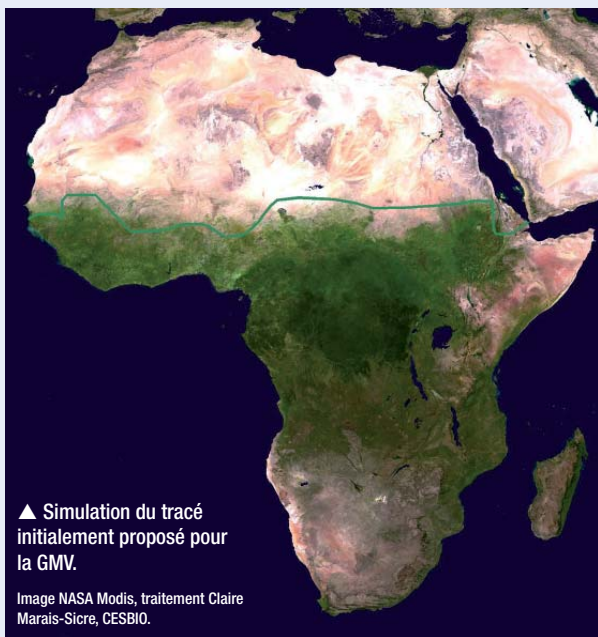 ▲ Simulation du tracé
initialement proposé pour
la GMV.
Image NASA Modis, traitement Claire
Marais-Sicre, CESBIO.